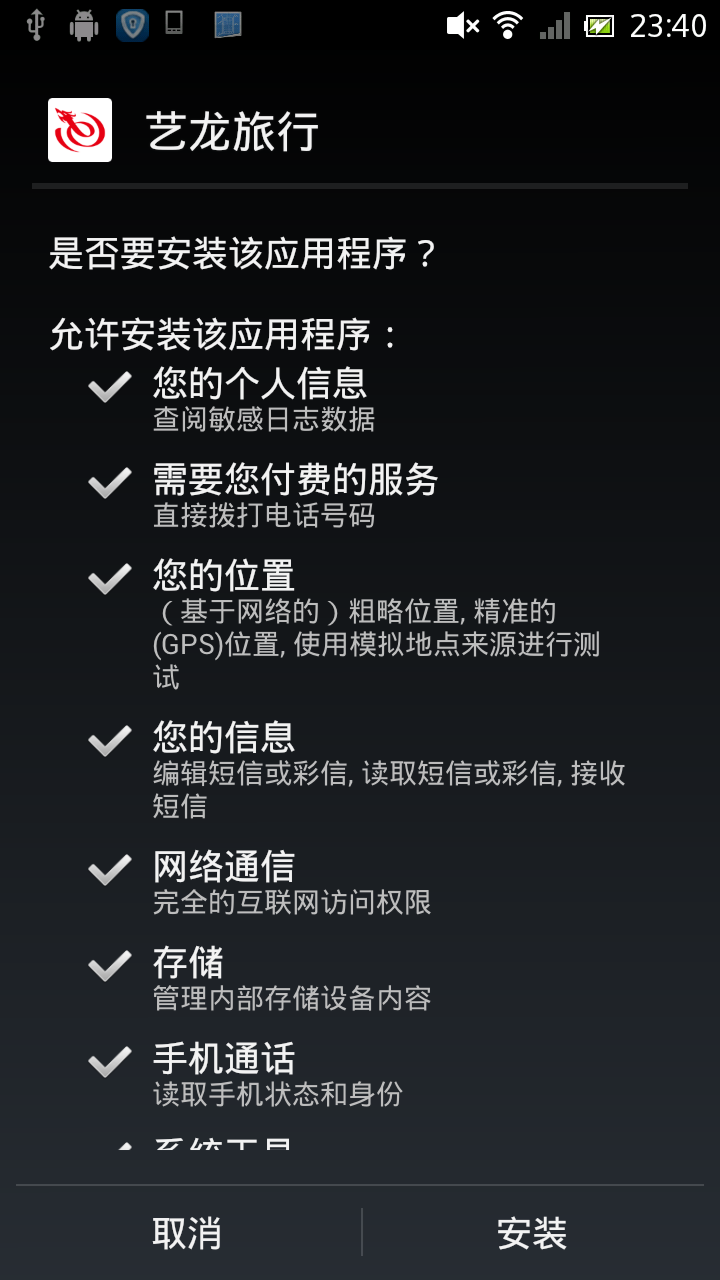 23:40
艺龙旅行
是否要安装该应用程序？
允许安装该应用程序：
您的个人信息
查阅敏感日志数据
需要您付费的服务
直接拨打电话号码
您的位置
（基于网络的）粗略位置, 精准的
(GPS)位置, 使用模拟地点来源进行测
试
您的信息
编辑短信或彩信, 读取短信或彩信, 接收
短信
网络通信
完全的互联网访问权限
存储
管理内部存储设备内容
手机通话
读取手机状态和身份
系统工具
取消
安装